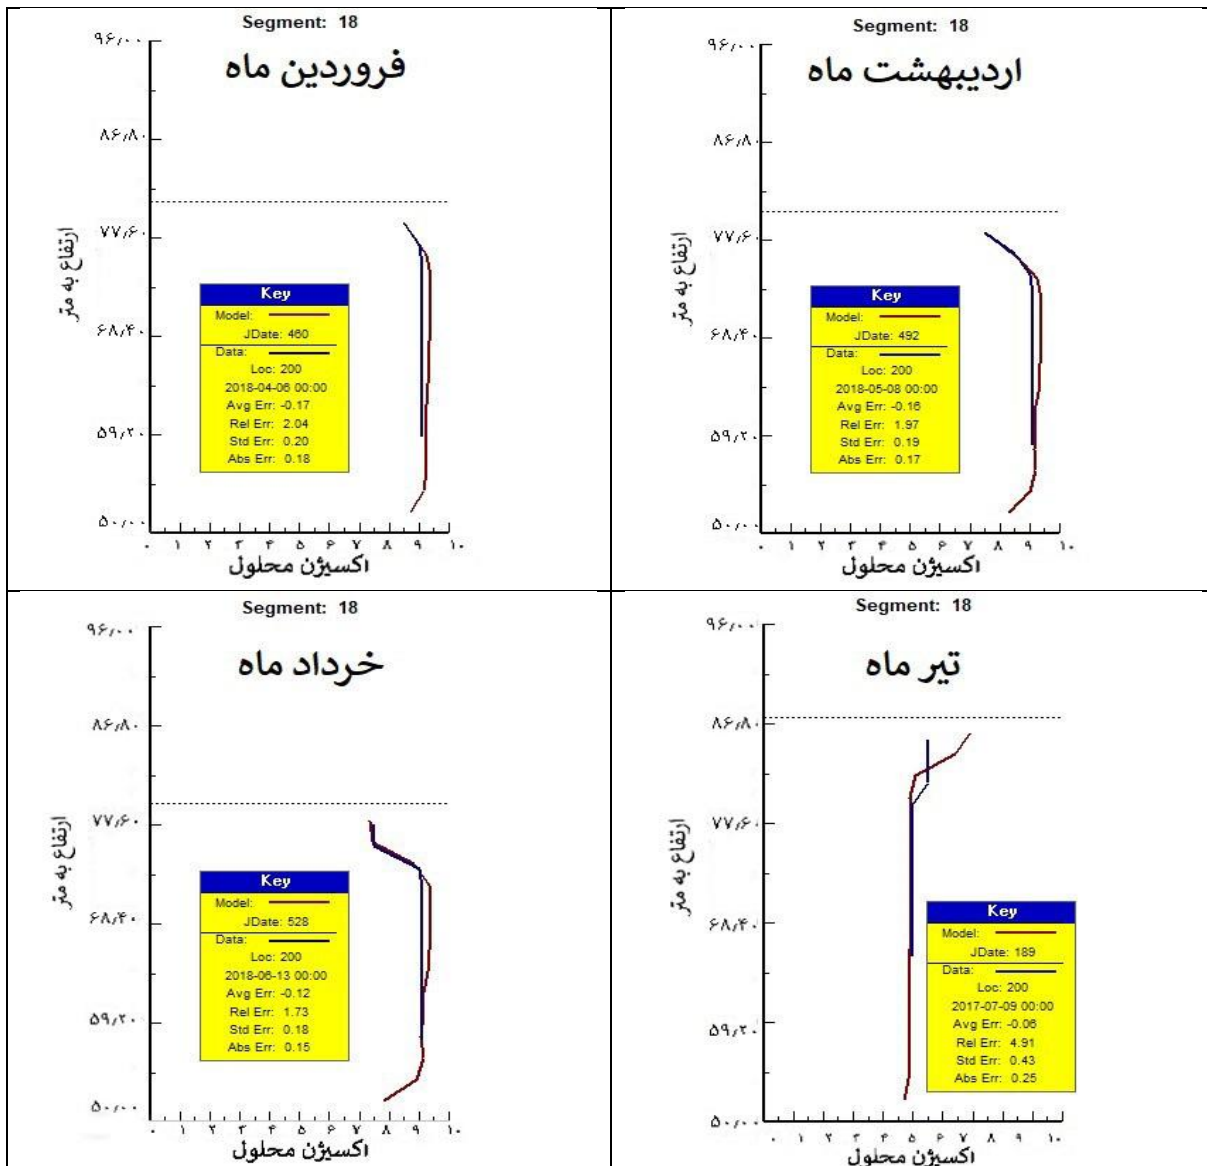 Segment: 18
فروردین ماه
۹۶٫۰۰
۸۶٫۸۰
۷۷٫۶۰
۶۸٫۴۰
۵۹٫۲۰
۵۰٫۰۰
ارتفاع به متر
Key
Model:
JDate: 460
Data:
Loc: 200
2018-04-06 00:00
Avg Err: -0.17
Rel Err: 2.04
Std Err: 0.20
Abs Err: 0.18
۰ ۱ ۲ ۳ ۴ ۵ ۶ ۷ ۸ ۹ ۱۰
اکسیژن محلول
Segment: 18
اردیبهشت ماه
۹۶٫۰۰
۸۶٫۸۰
۷۷٫۶۰
۶۸٫۴۰
۵۹٫۲۰
۵۰٫۰۰
ارتفاع به متر
Key
Model:
JDate: 492
Data:
Loc: 200
2018-05-08 00:00
Avg Err: -0.16
Rel Err: 1.97
Std Err: 0.19
Abs Err: 0.17
۰ ۱ ۲ ۳ ۴ ۵ ۶ ۷ ۸ ۹ ۱۰
اکسیژن محلول
Segment: 18
خرداد ماه
۹۶٫۰۰
۸۶٫۸۰
۷۷٫۶۰
۶۸٫۴۰
۵۹٫۲۰
۵۰٫۰۰
ارتفاع به متر
Key
Model:
JDate: 528
Data:
Loc: 200
2018-06-13 00:00
Avg Err: -0.12
Rel Err: 1.73
Std Err: 0.18
Abs Err: 0.15
۰ ۱ ۲ ۳ ۴ ۵ ۶ ۷ ۸ ۹ ۱۰
اکسیژن محلول
Segment: 18
تیر ماه
۹۶٫۰۰
۸۶٫۸۰
۷۷٫۶۰
۶۸٫۴۰
۵۹٫۲۰
۵۰٫۰۰
ارتفاع به متر
Key
Model:
JDate: 189
Data:
Loc: 200
2017-07-09 00:00
Avg Err: -0.06
Rel Err: 4.91
Std Err: 0.43
Abs Err: 0.25
۰ ۱ ۲ ۳ ۴ ۵ ۶ ۷ ۸ ۹ ۱۰
اکسیژن محلول